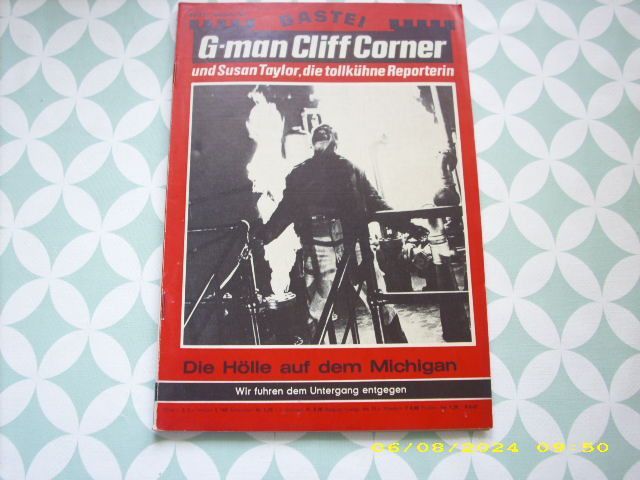 BASTEI
G-man Cliff Corner
und Susan Taylor, die tollkühne Reporterin
Die Hölle auf dem Michigan
Wir fuhren dem Untergang entgegen
06/08/2024 09:50